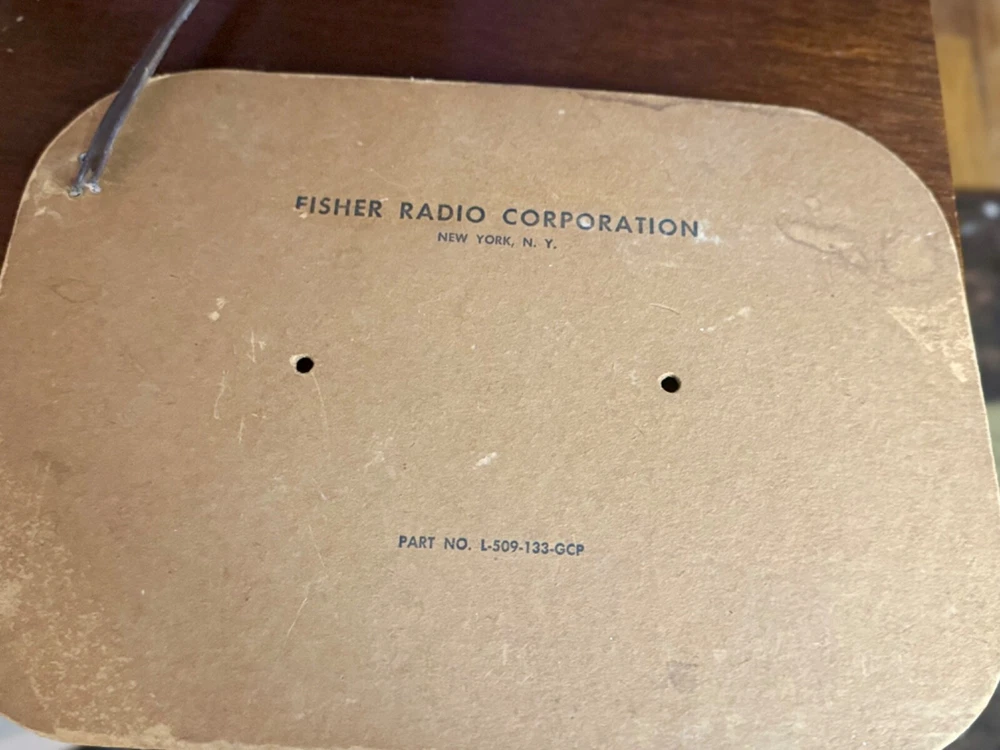 FISHER RADIO CORPORATION
NEW YORK, N. Y.
PART NO. L-509-133-GCP